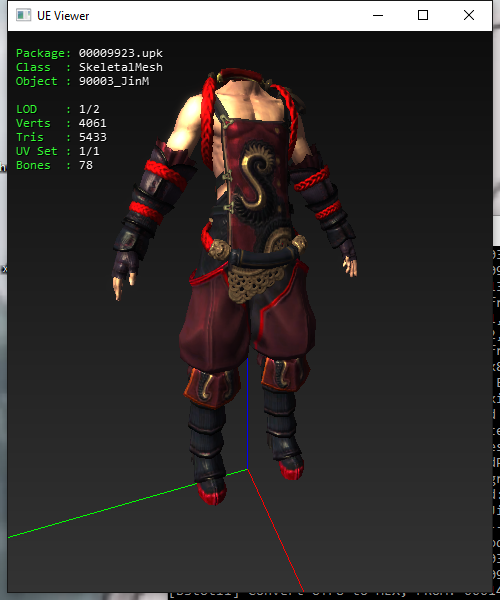 UE Viewer
Package: 00009923.upk
Class  : SkeletalMesh
Object : 90003_JinM
LOD    : 1/2
Verts  : 4061
Tris   : 5433
UV Set : 1/1
Bones  : 78